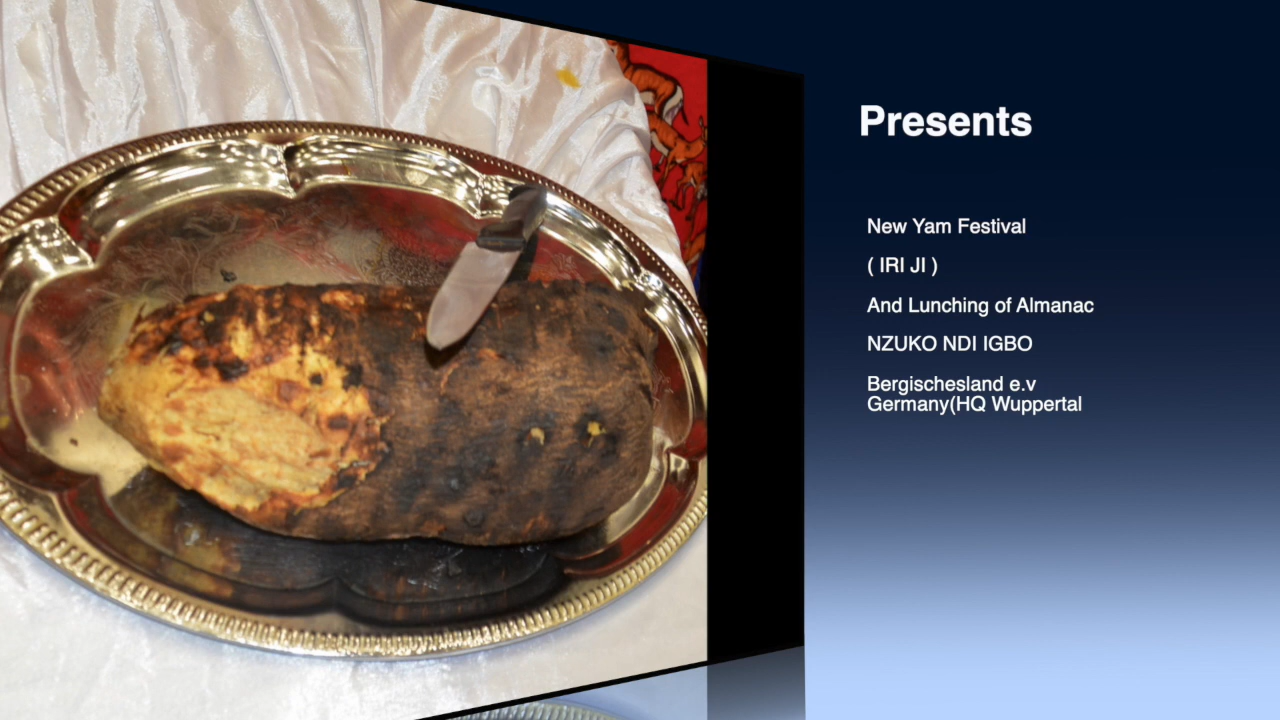 Presents
New Yam Festival
( IRI JI )
And Lunching of Almanac
NZUKO NDI IGBO
Bergischesland e.v
Germany(HQ Wuppertal